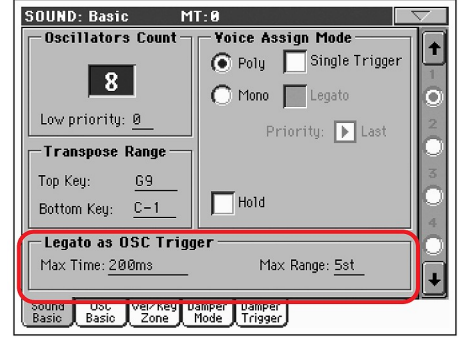 SOUND: Basic MT:0
Oscillators Count
8
Low priority: 0
Transpose Range
Top Key: G9
Bottom Key: C-1
Voice Assign Mode
Poly Single Trigger
Mono Legato
Priority: Last
Hold
Legato as OSC Trigger
Max Time: 200ms Max Range: 5st
1
2
3
4
Sound Basic
OSC Basic
Vel/Key Zone
Damper Mode
Damper Trigger